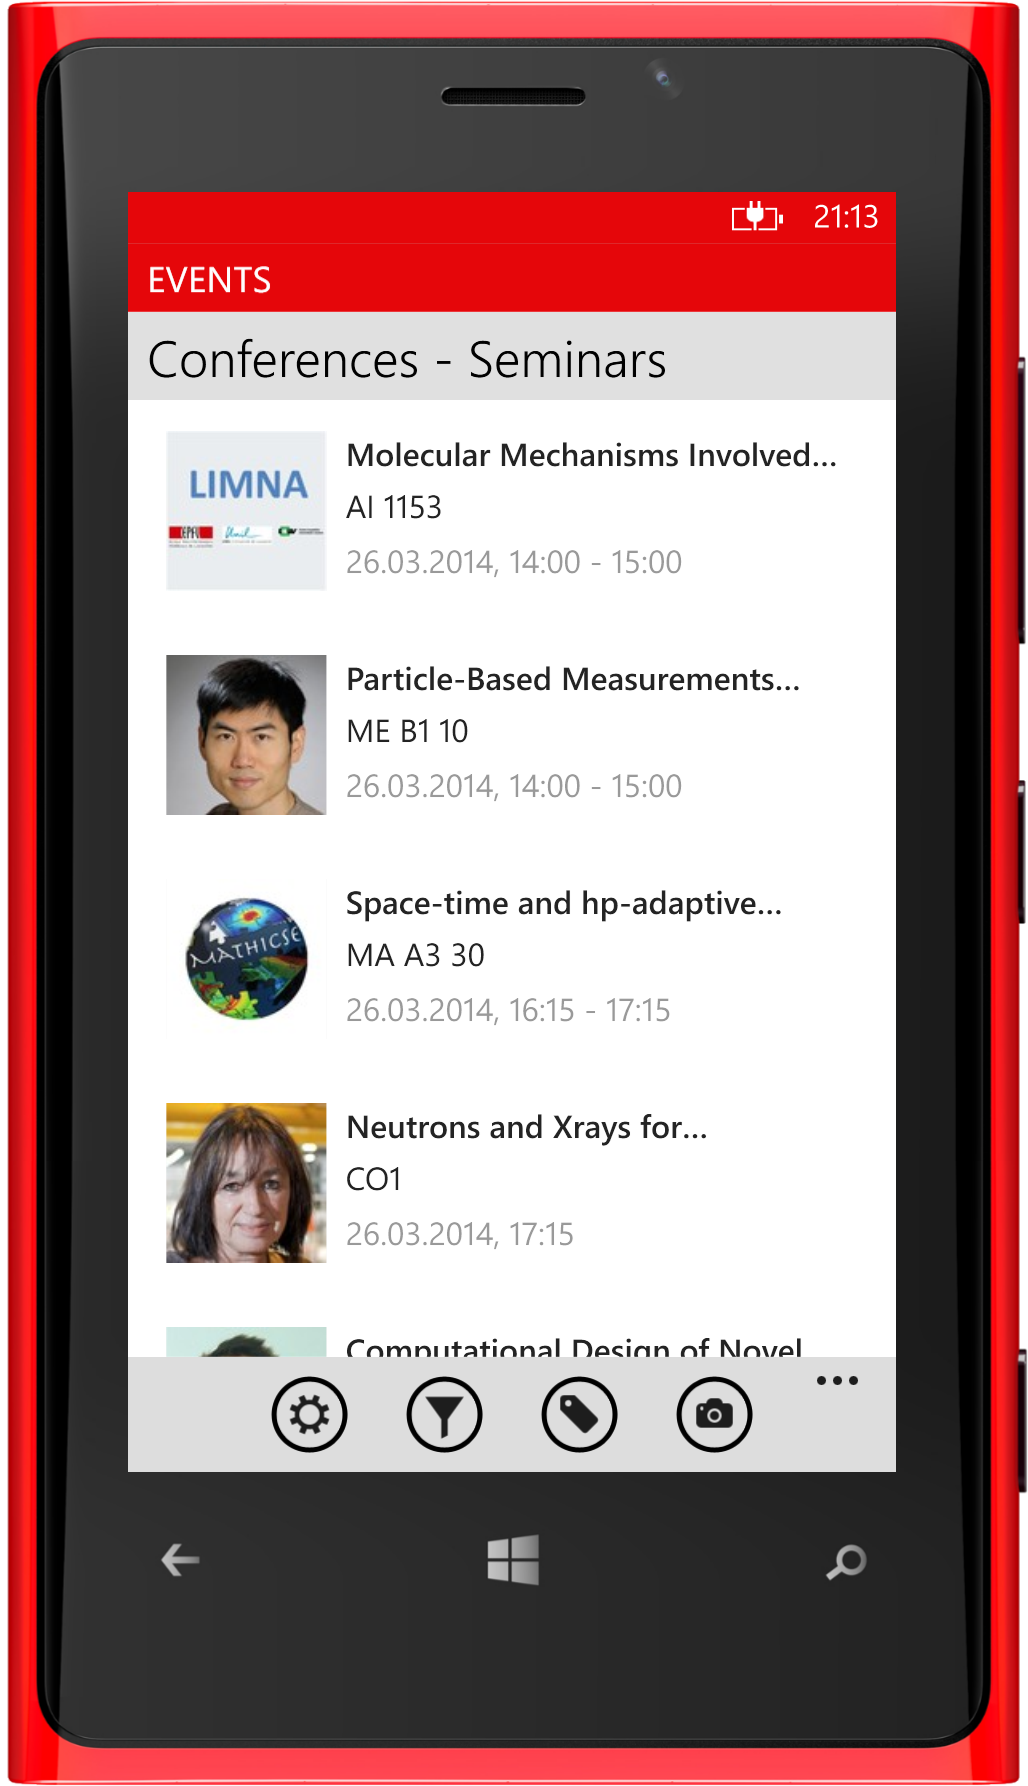 21:13
EVENTS
Conferences - Seminars
LIMNA
EPFL
Unil
Molecular Mechanisms Involved...
AI 1153
26.03.2014, 14:00 - 15:00
Particle-Based Measurements...
ME B1 10
26.03.2014, 14:00 - 15:00
MATHICSE
Space-time and hp-adaptive...
MA A3 30
26.03.2014, 16:15 - 17:15
Neutrons and Xrays for...
CO1
26.03.2014, 17:15
Computational Design of Novel